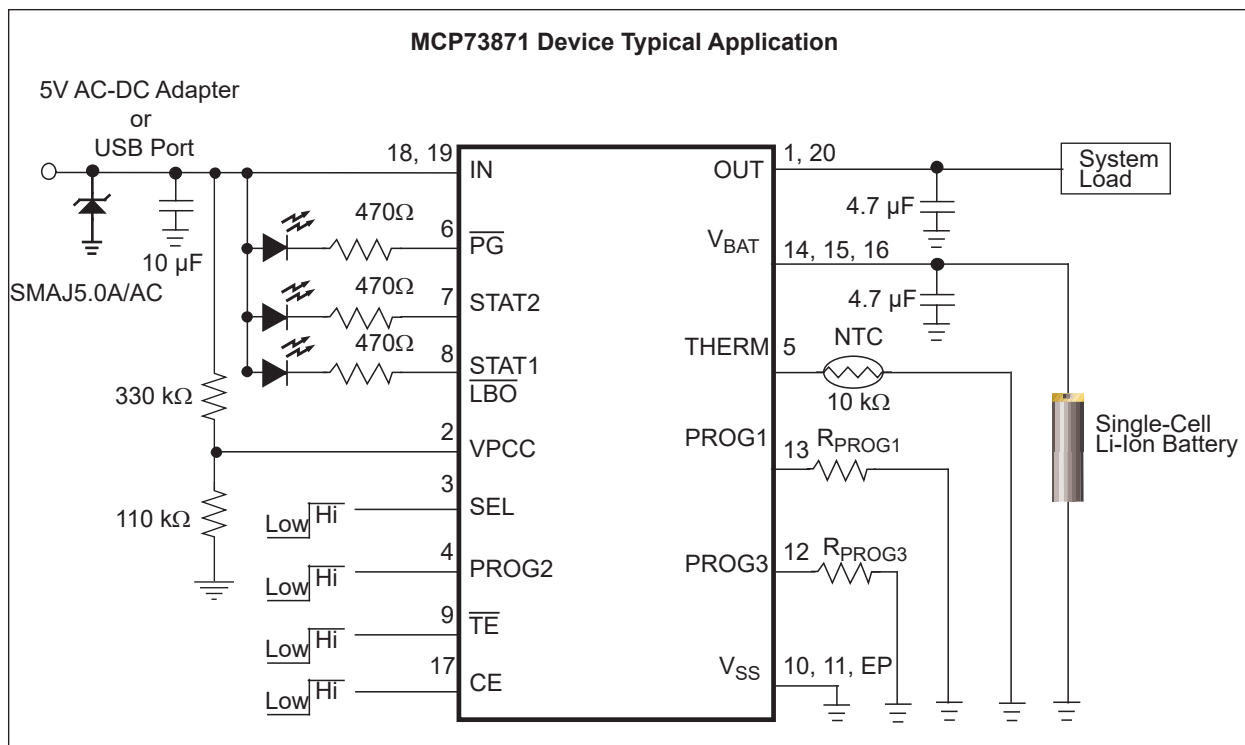 MCP73871 Device Typical Application
5V AC-DC Adapter
or
USB Port
18, 19
IN
OUT
1, 20
System
Load
4.7 µF
470Ω
6
PG
10 µF
SMAJ5.0A/AC
VBAT
14, 15, 16
4.7 µF
470Ω
7
STAT2
470Ω
8
STAT1
LBO
THERM
5
NTC
10 kΩ
330 kΩ
2
VPCC
PROG1
13
RPROG1
Single-Cell
Li-Ion Battery
110 kΩ
3
SEL
Low
Hi
4
PROG2
Low
Hi
PROG3
12
RPROG3
9
TE
Low
Hi
17
CE
Low
Hi
VSS
10, 11, EP